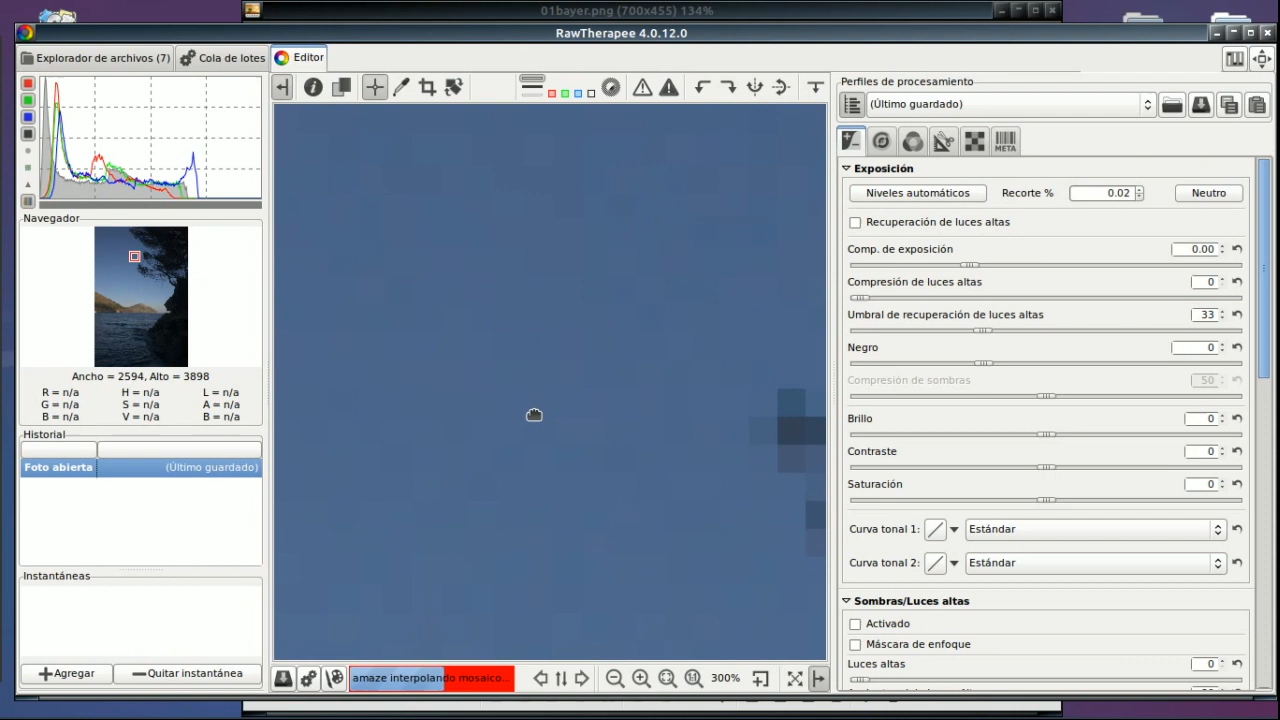 01bayer.png (700x455) 134%
RawTherapee 4.0.12.0
Explorador de archivos (7)
Cola de lotes
Editor
Perfiles de procesamiento
(Último guardado)
META
Exposición
Niveles automáticos
Recorte %
0.02
Neutro
Recuperación de luces altas
Comp. de exposición
0.00
Compresión de luces altas
0
Umbral de recuperación de luces altas
33
Negro
0
Compresión de sombras
50
Brillo
0
Contraste
0
Saturación
0
Curva tonal 1:
Estándar
Curva tonal 2:
Estándar
Sombras/Luces altas
Activado
Máscara de enfoque
Luces altas
0
Navegador
Ancho = 2594, Alto = 3898
R = n/a H = n/a L = n/a
G = n/a S = n/a A = n/a
B = n/a V = n/a B = n/a
Historial
Foto abierta
(Último guardado)
Instantáneas
Agregar
Quitar instantánea
amaze interpolando mosaico...
300%